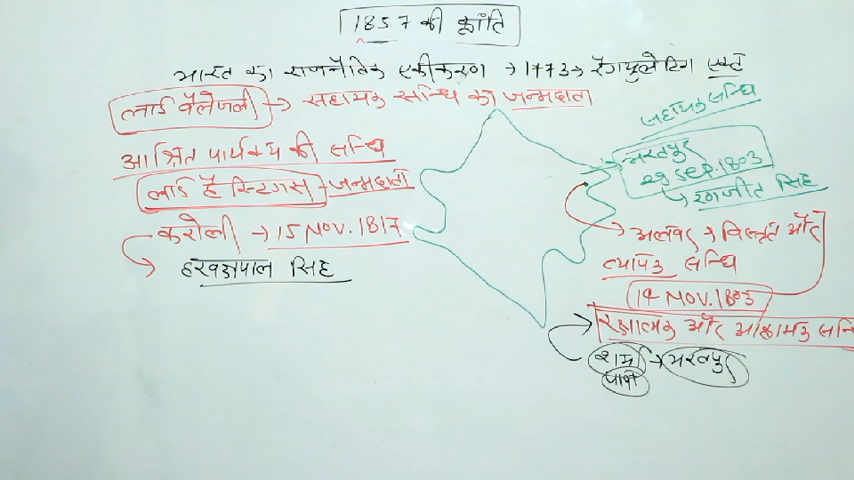 1857 की क्रांति
भारत का राजनैतिक एकीकरण → 1773 → रेग्युलेटिंग एक्ट
लार्ड वैलेजली → सहायक सन्धि का जन्मदाता
सहायक सन्धि
आश्रित पार्थक्य की सन्धि
लार्ड हैस्टिंगस - जन्मदाता
करौली → 15 NOV. 1817
हरवक्षपाल सिंह
भरतपुर
29 SEP. 1803
रणजीत सिंह
अलवर → विस्तृत और
व्यापक सन्धि
14 NOV. 1803
रक्षात्मक और आक्रामक सन्धि
→ भरतपुर